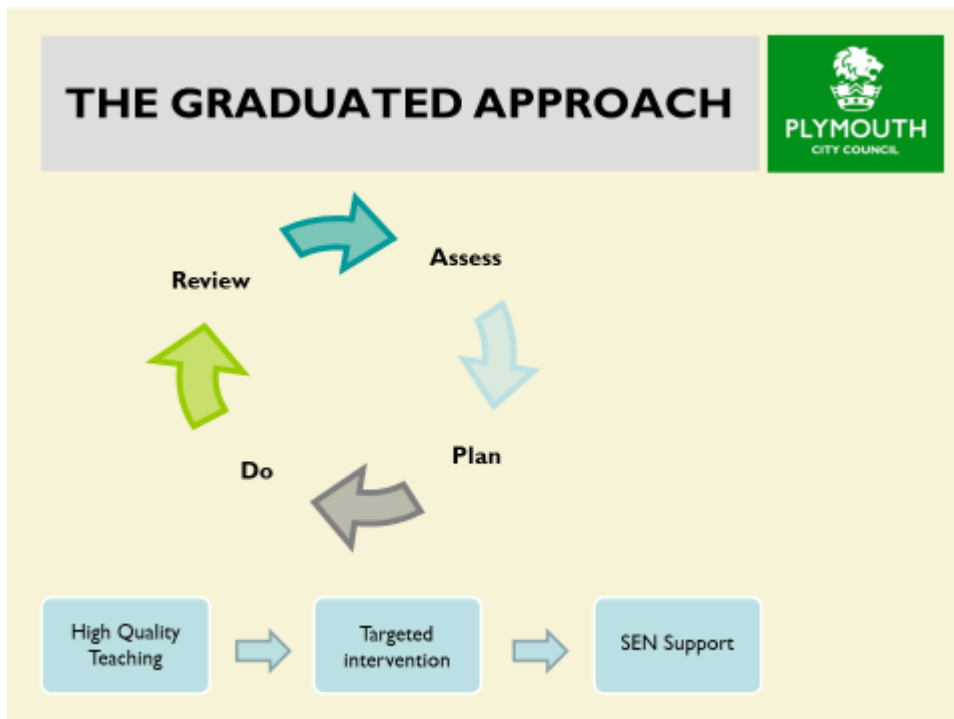 THE GRADUATED APPROACH
PLYMOUTH
CITY COUNCIL
Assess
Review
Plan
Do
High Quality
Teaching
Targeted
intervention
SEN Support